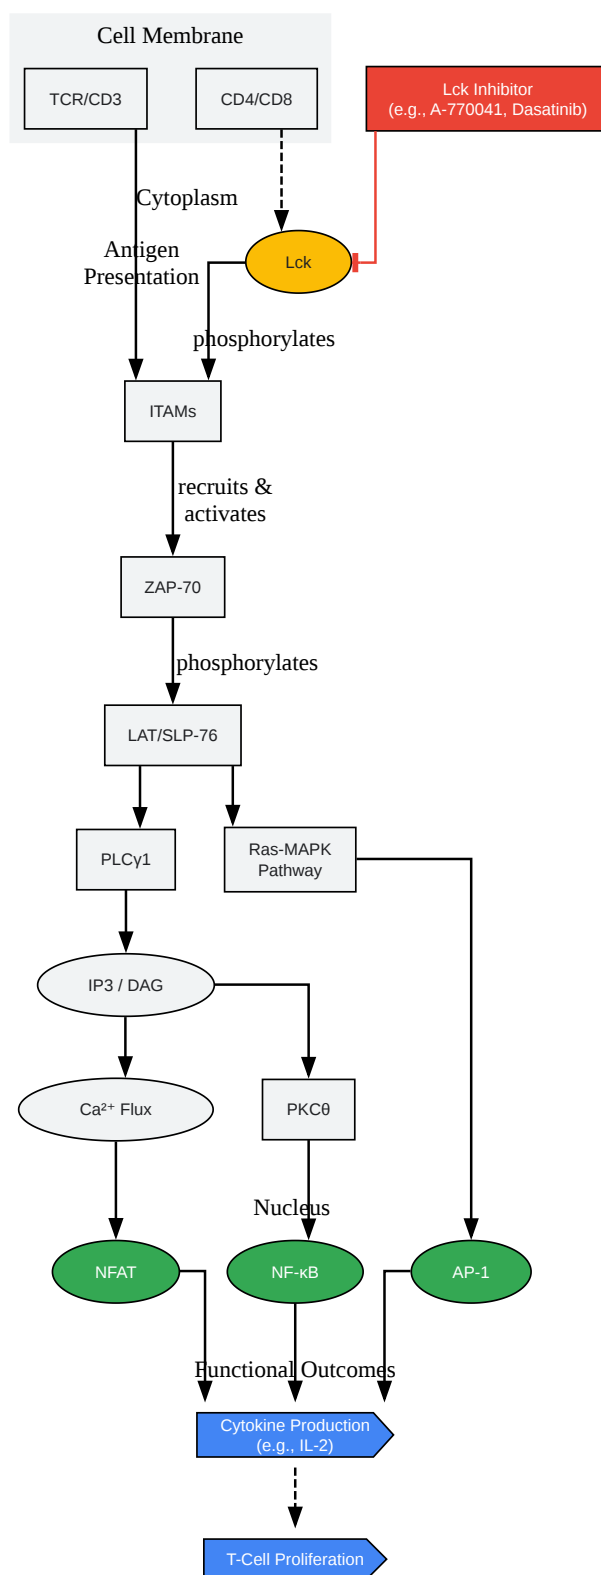 Cell Membrane
TCR/CD3
CD4/CD8
Lck Inhibitor
(e.g., A-770041, Dasatinib)
Cytoplasm
Antigen
Presentation
Lck
phosphorylates
ITAMs
recruits &
activates
ZAP-70
phosphorylates
LAT/SLP-76
PLCγ1
Ras-MAPK
Pathway
IP3 / DAG
Ca²⁺ Flux
PKCθ
Nucleus
NFAT
NF-κB
AP-1
Functional Outcomes
Cytokine Production
(e.g., IL-2)
T-Cell Proliferation